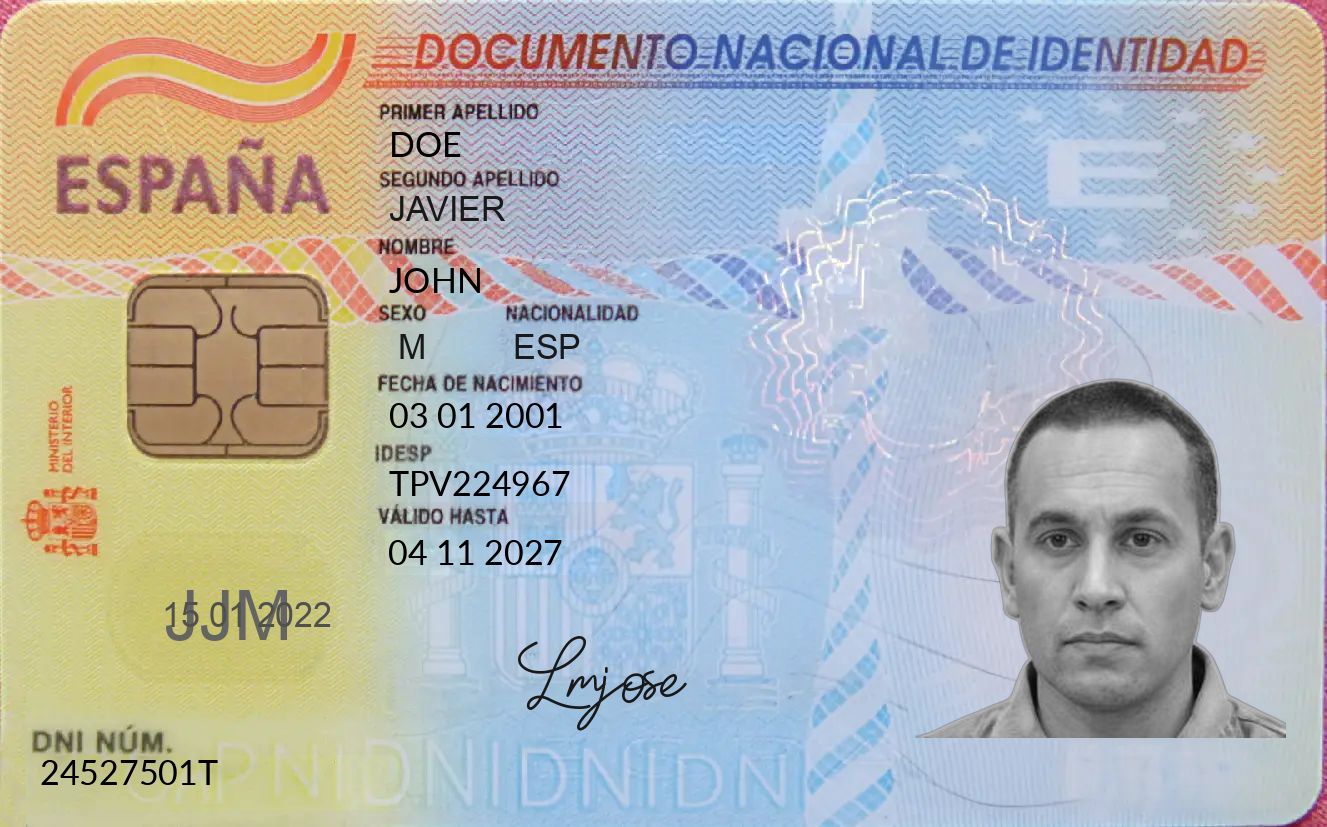 DOCUMENTO NACIONAL DE IDENTIDAD
ESPAÑA
PRIMER APELLIDO
DOE
SEGUNDO APELLIDO
JAVIER
NOMBRE
JOHN
SEXO NACIONALIDAD
M ESP
FECHA DE NACIMIENTO
03 01 2001
IDESP
TPV224967
VÁLIDO HASTA
04 11 2027
MINISTERIO
DEL INTERIOR
E
15 01 2022
JJM
Lmjose
DNI NÚM.
24527501T
DNIDNIDNIDN